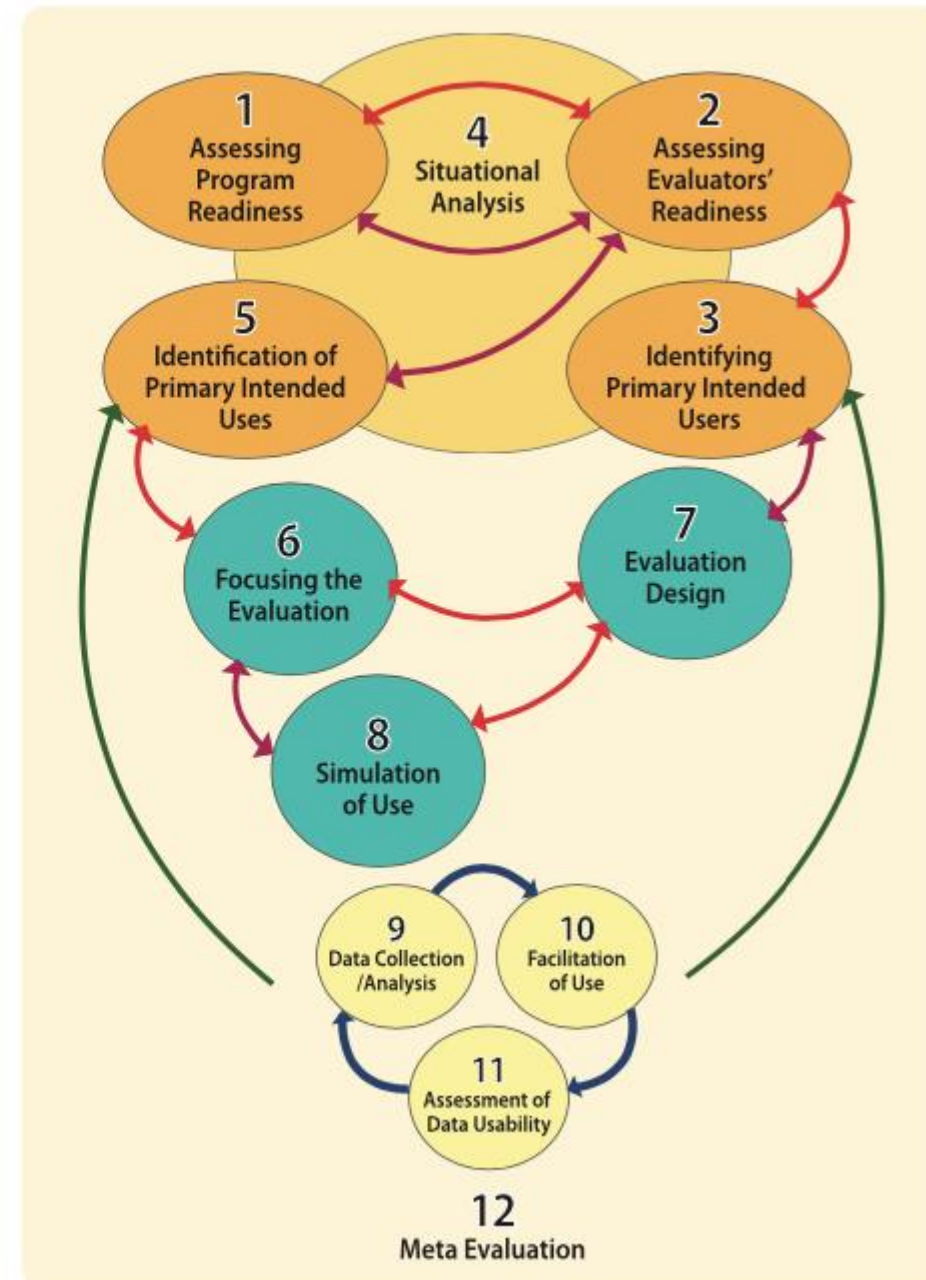 1
Assessing
Program
Readiness
2
Assessing
Evaluators’
Readiness
4
Situational
Analysis
5
Identification of
Primary Intended
Uses
3
Identifying
Primary Intended
Users
6
Focusing the
Evaluation
7
Evaluation
Design
8
Simulation
of Use
9
Data Collection
/Analysis
10
Facilitation
of Use
11
Assessment of
Data Usability
12
Meta Evaluation